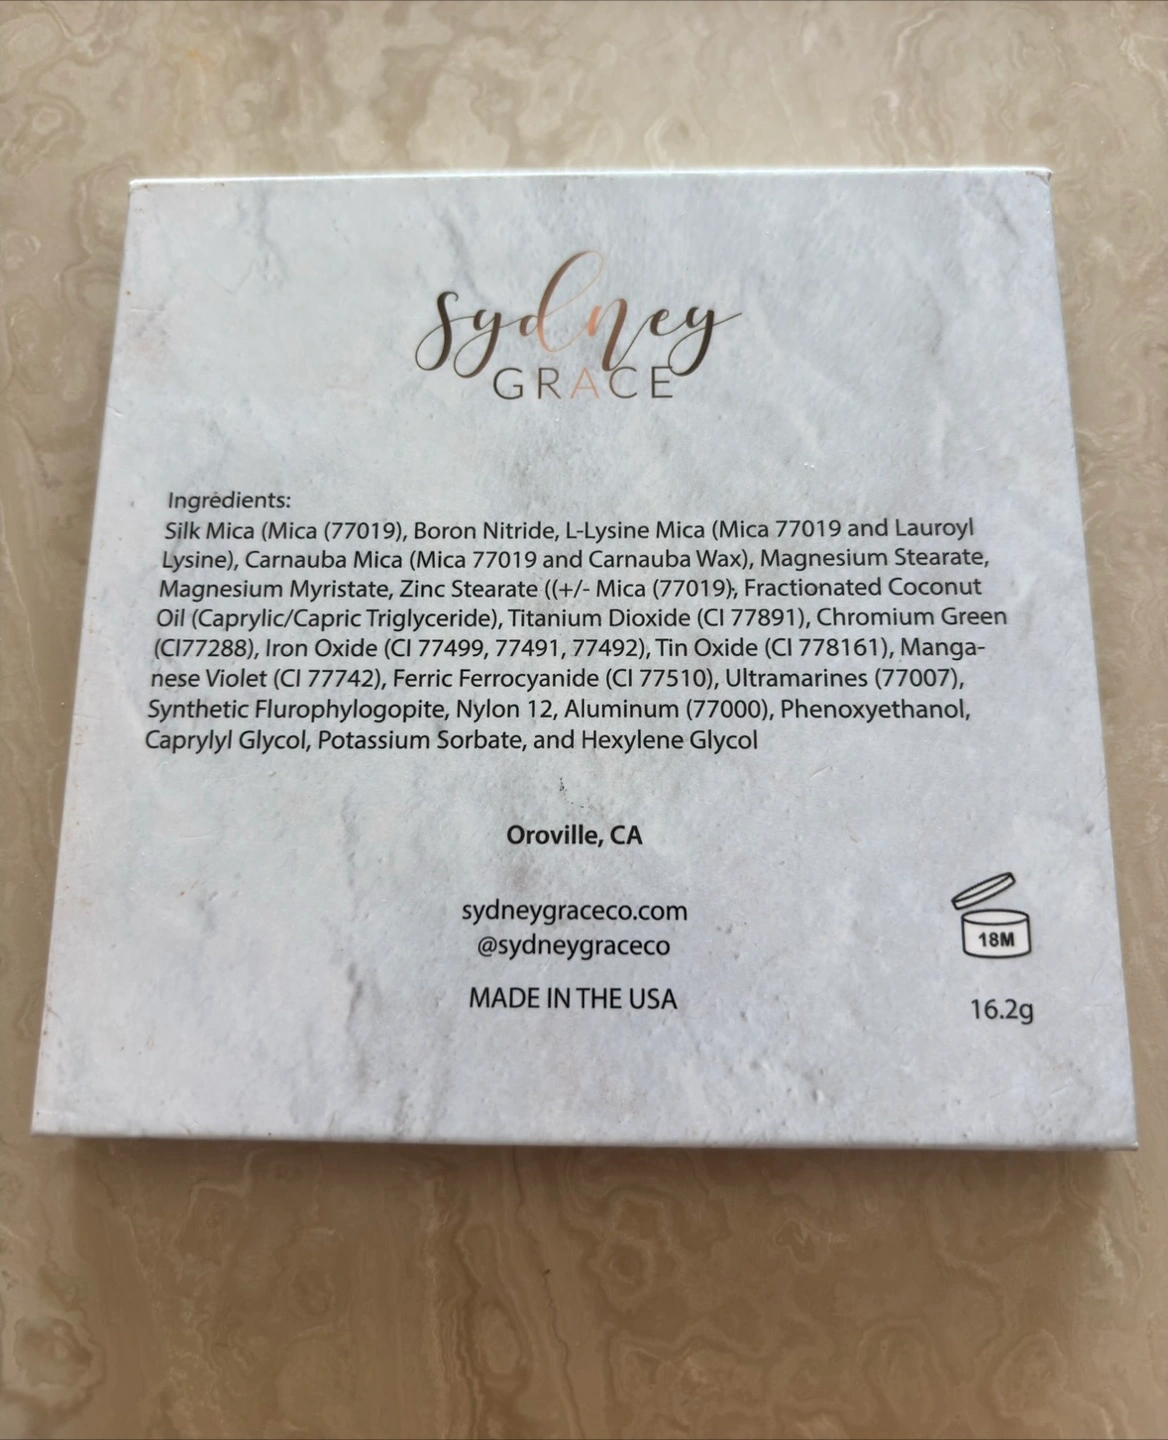 sydney
GRACE
Ingrédients:
Silk Mica (Mica (77019), Boron Nitride, L-Lysine Mica (Mica 77019 and Lauroyl
Lysine), Carnauba Mica (Mica 77019 and Carnauba Wax), Magnesium Stearate,
Magnesium Myristate, Zinc Stearate ((+/- Mica (77019);, Fractionated Coconut
Oil (Caprylic/Capric Triglyceride), Titanium Dioxide (CI 77891), Chromium Green
(CI77288), Iron Oxide (CI 77499, 77491, 77492), Tin Oxide (CI 778161), Manga-
nese Violet (CI 77742), Ferric Ferrocyanide (CI 77510), Ultramarines (77007),
Synthetic Flurophylogopite, Nylon 12, Aluminum (77000), Phenoxyethanol,
Caprylyl Glycol, Potassium Sorbate, and Hexylene Glycol
Oroville, CA
sydneygraceco.com
@sydneygraceco
18M
MADE IN THE USA
16.2g